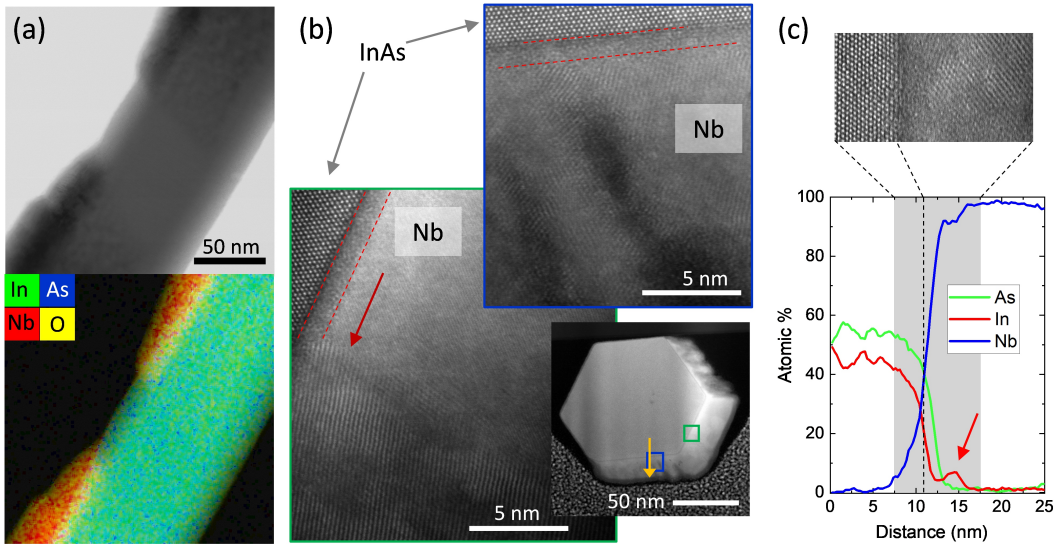 (a)
50 nm
In As
Nb O
(b)
InAs
Nb
5 nm
Nb
5 nm
50 nm
(c)
100
80
60
40
20
0
Atomic %
As
In
Nb
0 5 10 15 20 25
Distance (nm)